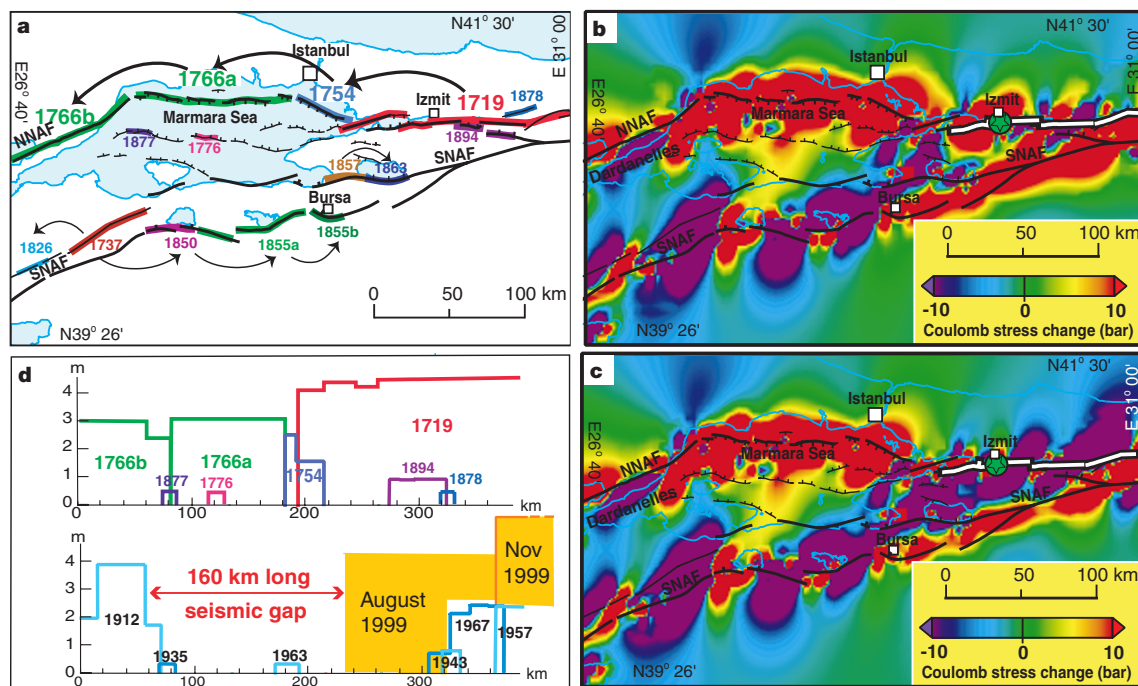 a
N41° 30'
E 31° 00'
E26° 40'
Istanbul
1766a
1754
1766b
Izmit
1719
1878
NNAF
Marmara Sea
1877
1776
1894
SNAF
1857
1863
Bursa
1826
1737
1850
1855a
1855b
SNAF
0 50 100 km
N39° 26'
b
N41° 30'
E 31° 00'
E26° 40'
Istanbul
Izmit
NNAF
Marmara Sea
Dardanelles
SNAF
Bursa
SNAF
km
0 50 100
-10 0 10
Coulomb stress change (bar)
N39° 26'
d
m
4
3
2
1
0
1766b
1766a
1754
1719
1877
1776
1894
1878
0 100 200 300 km
m
4
3
2
1
0
160 km long
seismic gap
1912
1935
1963
August
1999
Nov
1999
1967
1957
1943
0 100 200 300 km
c
N41° 30'
E 31° 00'
E26° 40'
Istanbul
Izmit
NNAF
Marmara Sea
Dardanelles
SNAF
Bursa
SNAF
km
0 50 100
-10 0 10
Coulomb stress change (bar)
N39° 26'